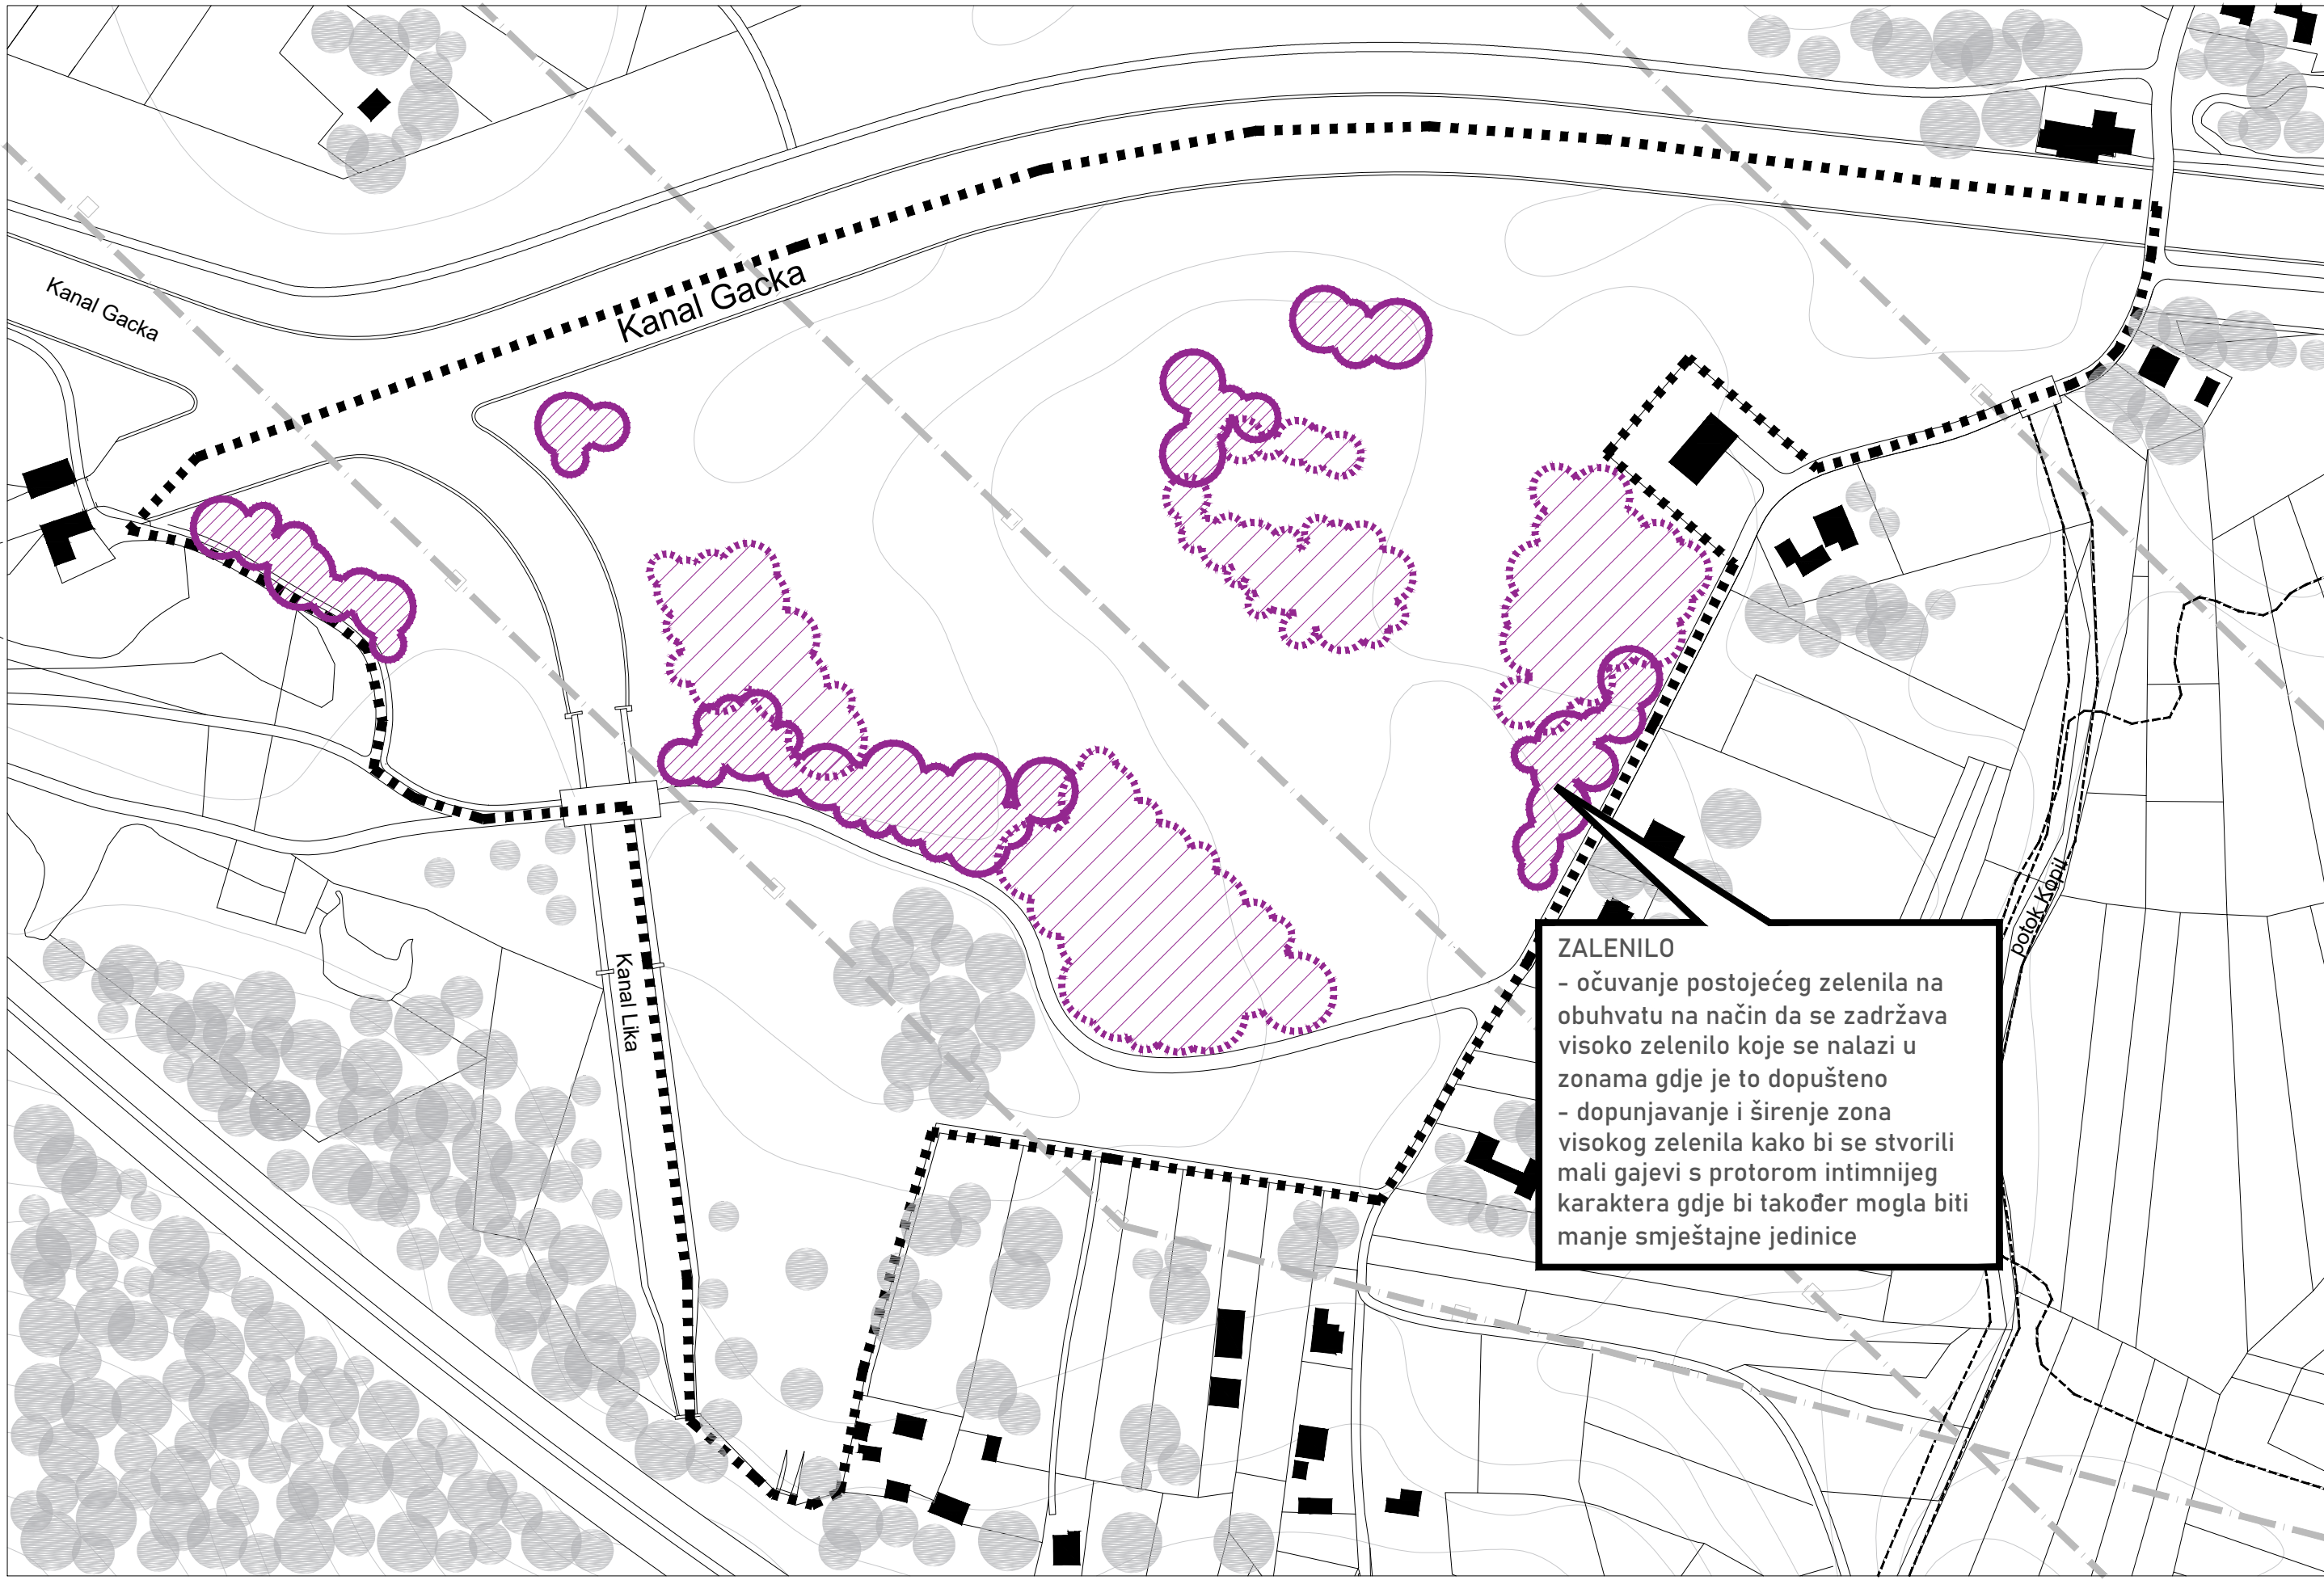 Kanal Gacka
Kanal Gacka
Kanal Lika
potok Kopil
ZALENILO
- očuvanje postojećeg zelenila na
obuhvatu na način da se zadržava
visoko zelenilo koje se nalazi u
zonama gdje je to dopušteno
- dopunjavanje i širenje zona
visokog zelenila kako bi se stvorili
mali gajevi s protorom intimnijeg
karaktera gdje bi također mogla biti
manje smještajne jedinice